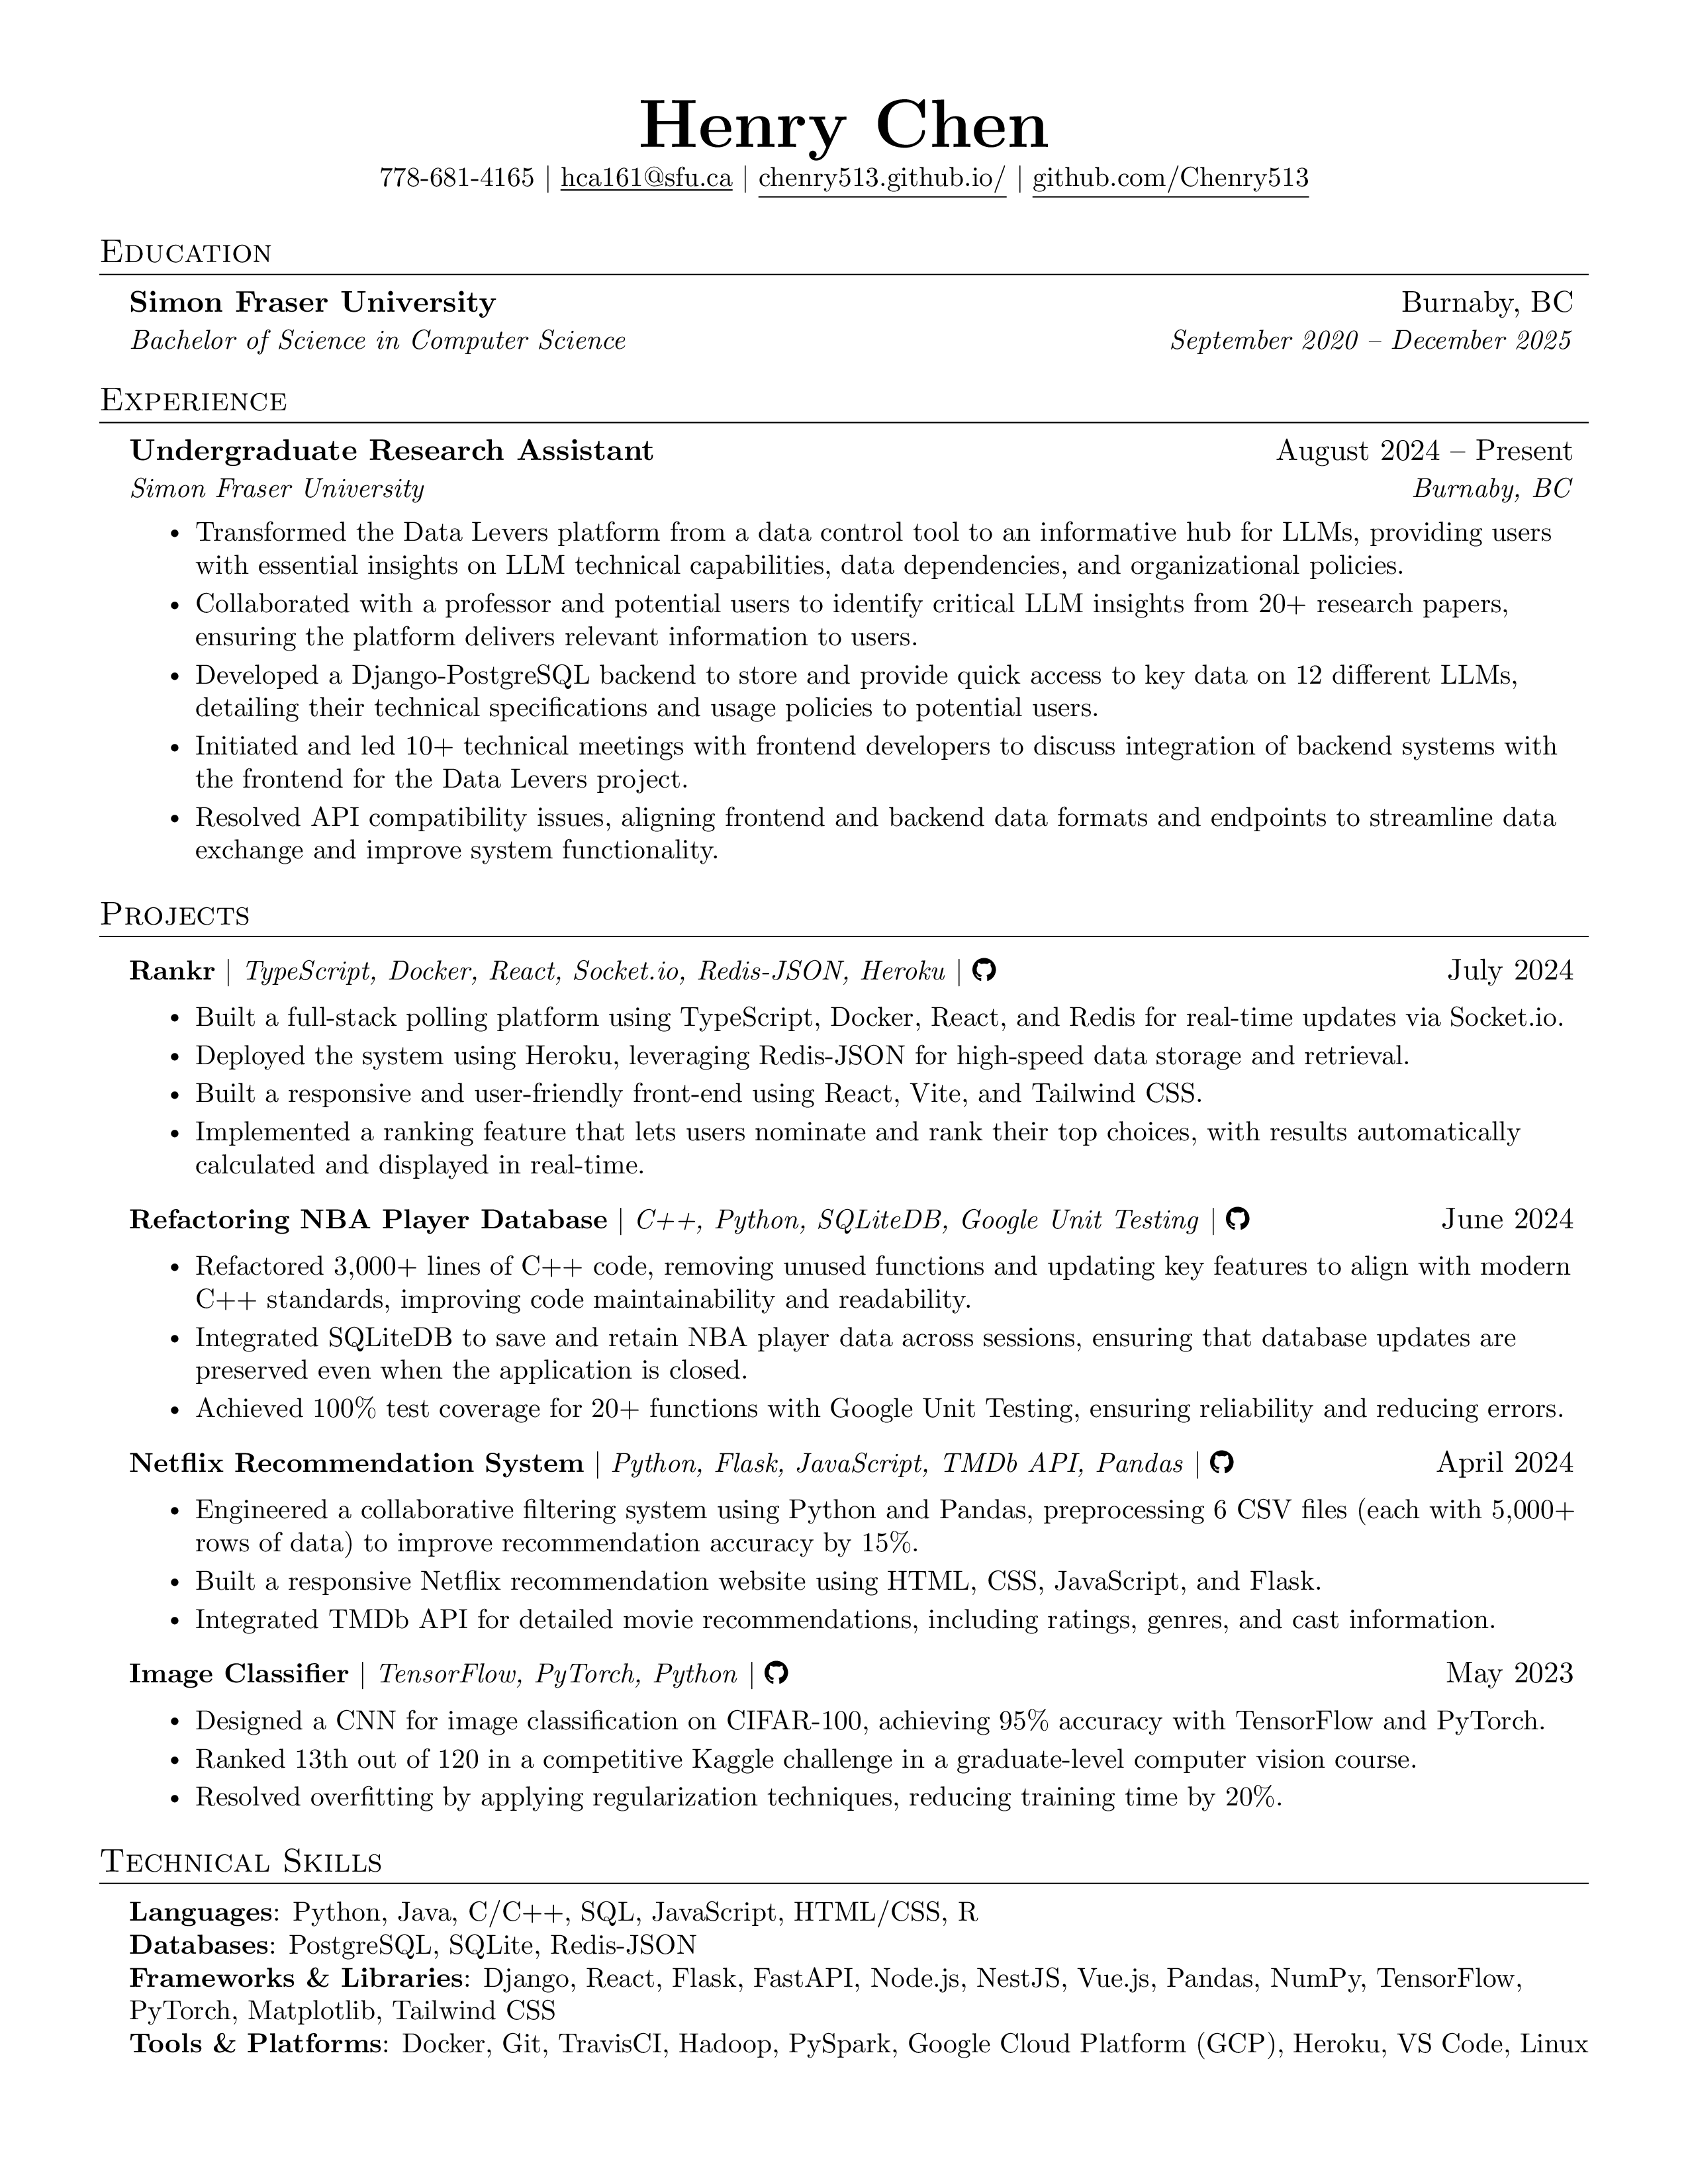 Henry Chen
778-681-4165 | hca161@sfu.ca | chenry513.github.io/ | github.com/Chenry513
Education
Simon Fraser University Burnaby, BC
Bachelor of Science in Computer Science September 2020 – December 2025
Experience
Undergraduate Research Assistant August 2024 – Present
Simon Fraser University Burnaby, BC
• Transformed the Data Levers platform from a data control tool to an informative hub for LLMs, providing users
with essential insights on LLM technical capabilities, data dependencies, and organizational policies.
• Collaborated with a professor and potential users to identify critical LLM insights from 20+ research papers,
ensuring the platform delivers relevant information to users.
• Developed a Django-PostgreSQL backend to store and provide quick access to key data on 12 different LLMs,
detailing their technical specifications and usage policies to potential users.
• Initiated and led 10+ technical meetings with frontend developers to discuss integration of backend systems with
the frontend for the Data Levers project.
• Resolved API compatibility issues, aligning frontend and backend data formats and endpoints to streamline data
exchange and improve system functionality.
Projects
Rankr | TypeScript, Docker, React, Socket.io, Redis-JSON, Heroku | July 2024
• Built a full-stack polling platform using TypeScript, Docker, React, and Redis for real-time updates via Socket.io.
• Deployed the system using Heroku, leveraging Redis-JSON for high-speed data storage and retrieval.
• Built a responsive and user-friendly front-end using React, Vite, and Tailwind CSS.
• Implemented a ranking feature that lets users nominate and rank their top choices, with results automatically
calculated and displayed in real-time.
Refactoring NBA Player Database | C++, Python, SQLiteDB, Google Unit Testing | June 2024
• Refactored 3,000+ lines of C++ code, removing unused functions and updating key features to align with modern
C++ standards, improving code maintainability and readability.
• Integrated SQLiteDB to save and retain NBA player data across sessions, ensuring that database updates are
preserved even when the application is closed.
• Achieved 100% test coverage for 20+ functions with Google Unit Testing, ensuring reliability and reducing errors.
Netflix Recommendation System | Python, Flask, JavaScript, TMDb API, Pandas | April 2024
• Engineered a collaborative filtering system using Python and Pandas, preprocessing 6 CSV files (each with 5,000+
rows of data) to improve recommendation accuracy by 15%.
• Built a responsive Netflix recommendation website using HTML, CSS, JavaScript, and Flask.
• Integrated TMDb API for detailed movie recommendations, including ratings, genres, and cast information.
Image Classifier | TensorFlow, PyTorch, Python | May 2023
• Designed a CNN for image classification on CIFAR-100, achieving 95% accuracy with TensorFlow and PyTorch.
• Ranked 13th out of 120 in a competitive Kaggle challenge in a graduate-level computer vision course.
• Resolved overfitting by applying regularization techniques, reducing training time by 20%.
Technical Skills
Languages: Python, Java, C/C++, SQL, JavaScript, HTML/CSS, R
Databases: PostgreSQL, SQLite, Redis-JSON
Frameworks & Libraries: Django, React, Flask, FastAPI, Node.js, NestJS, Vue.js, Pandas, NumPy, TensorFlow,
PyTorch, Matplotlib, Tailwind CSS
Tools & Platforms: Docker, Git, TravisCI, Hadoop, PySpark, Google Cloud Platform (GCP), Heroku, VS Code, Linux